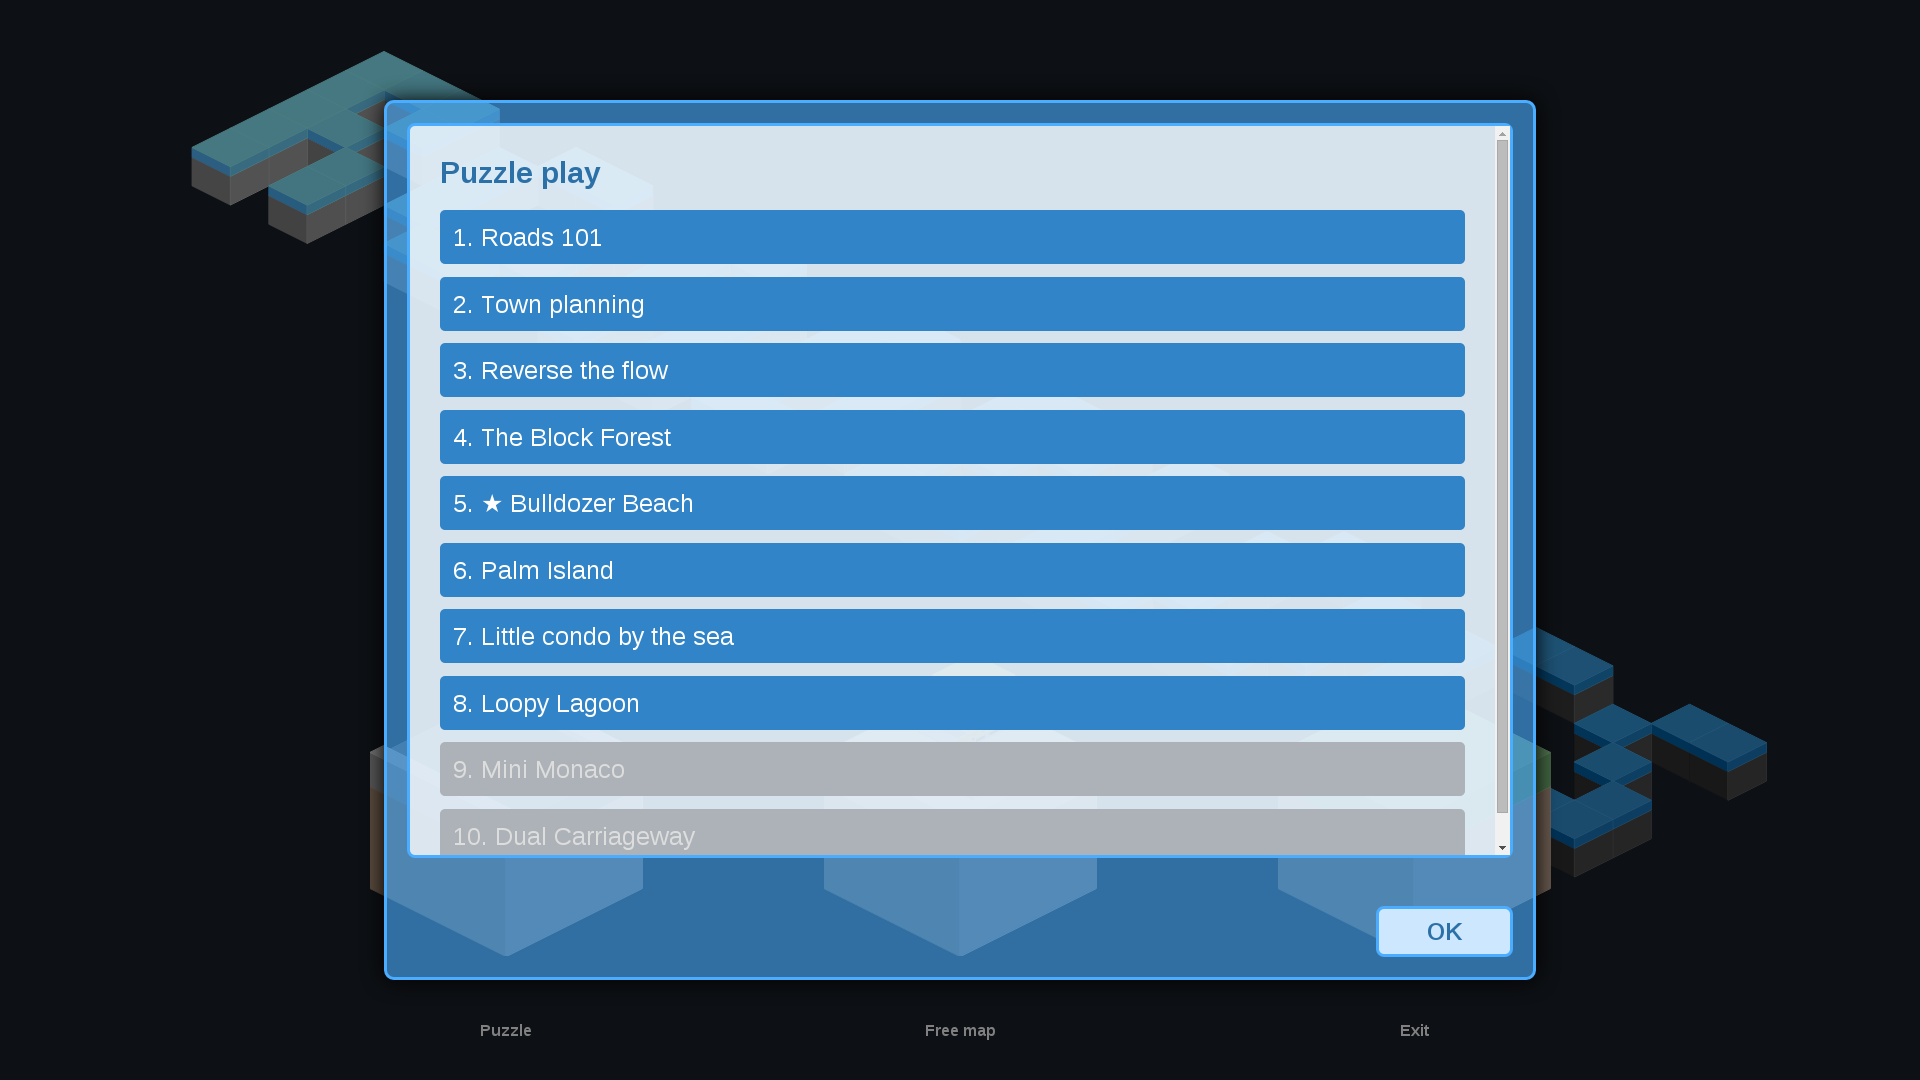 Puzzle play
1. Roads 101
2. Town planning
3. Reverse the flow
4. The Block Forest
5. ★ Bulldozer Beach
6. Palm Island
7. Little condo by the sea
8. Loopy Lagoon
9. Mini Monaco
10. Dual Carriageway
OK
Puzzle
Free map
Exit